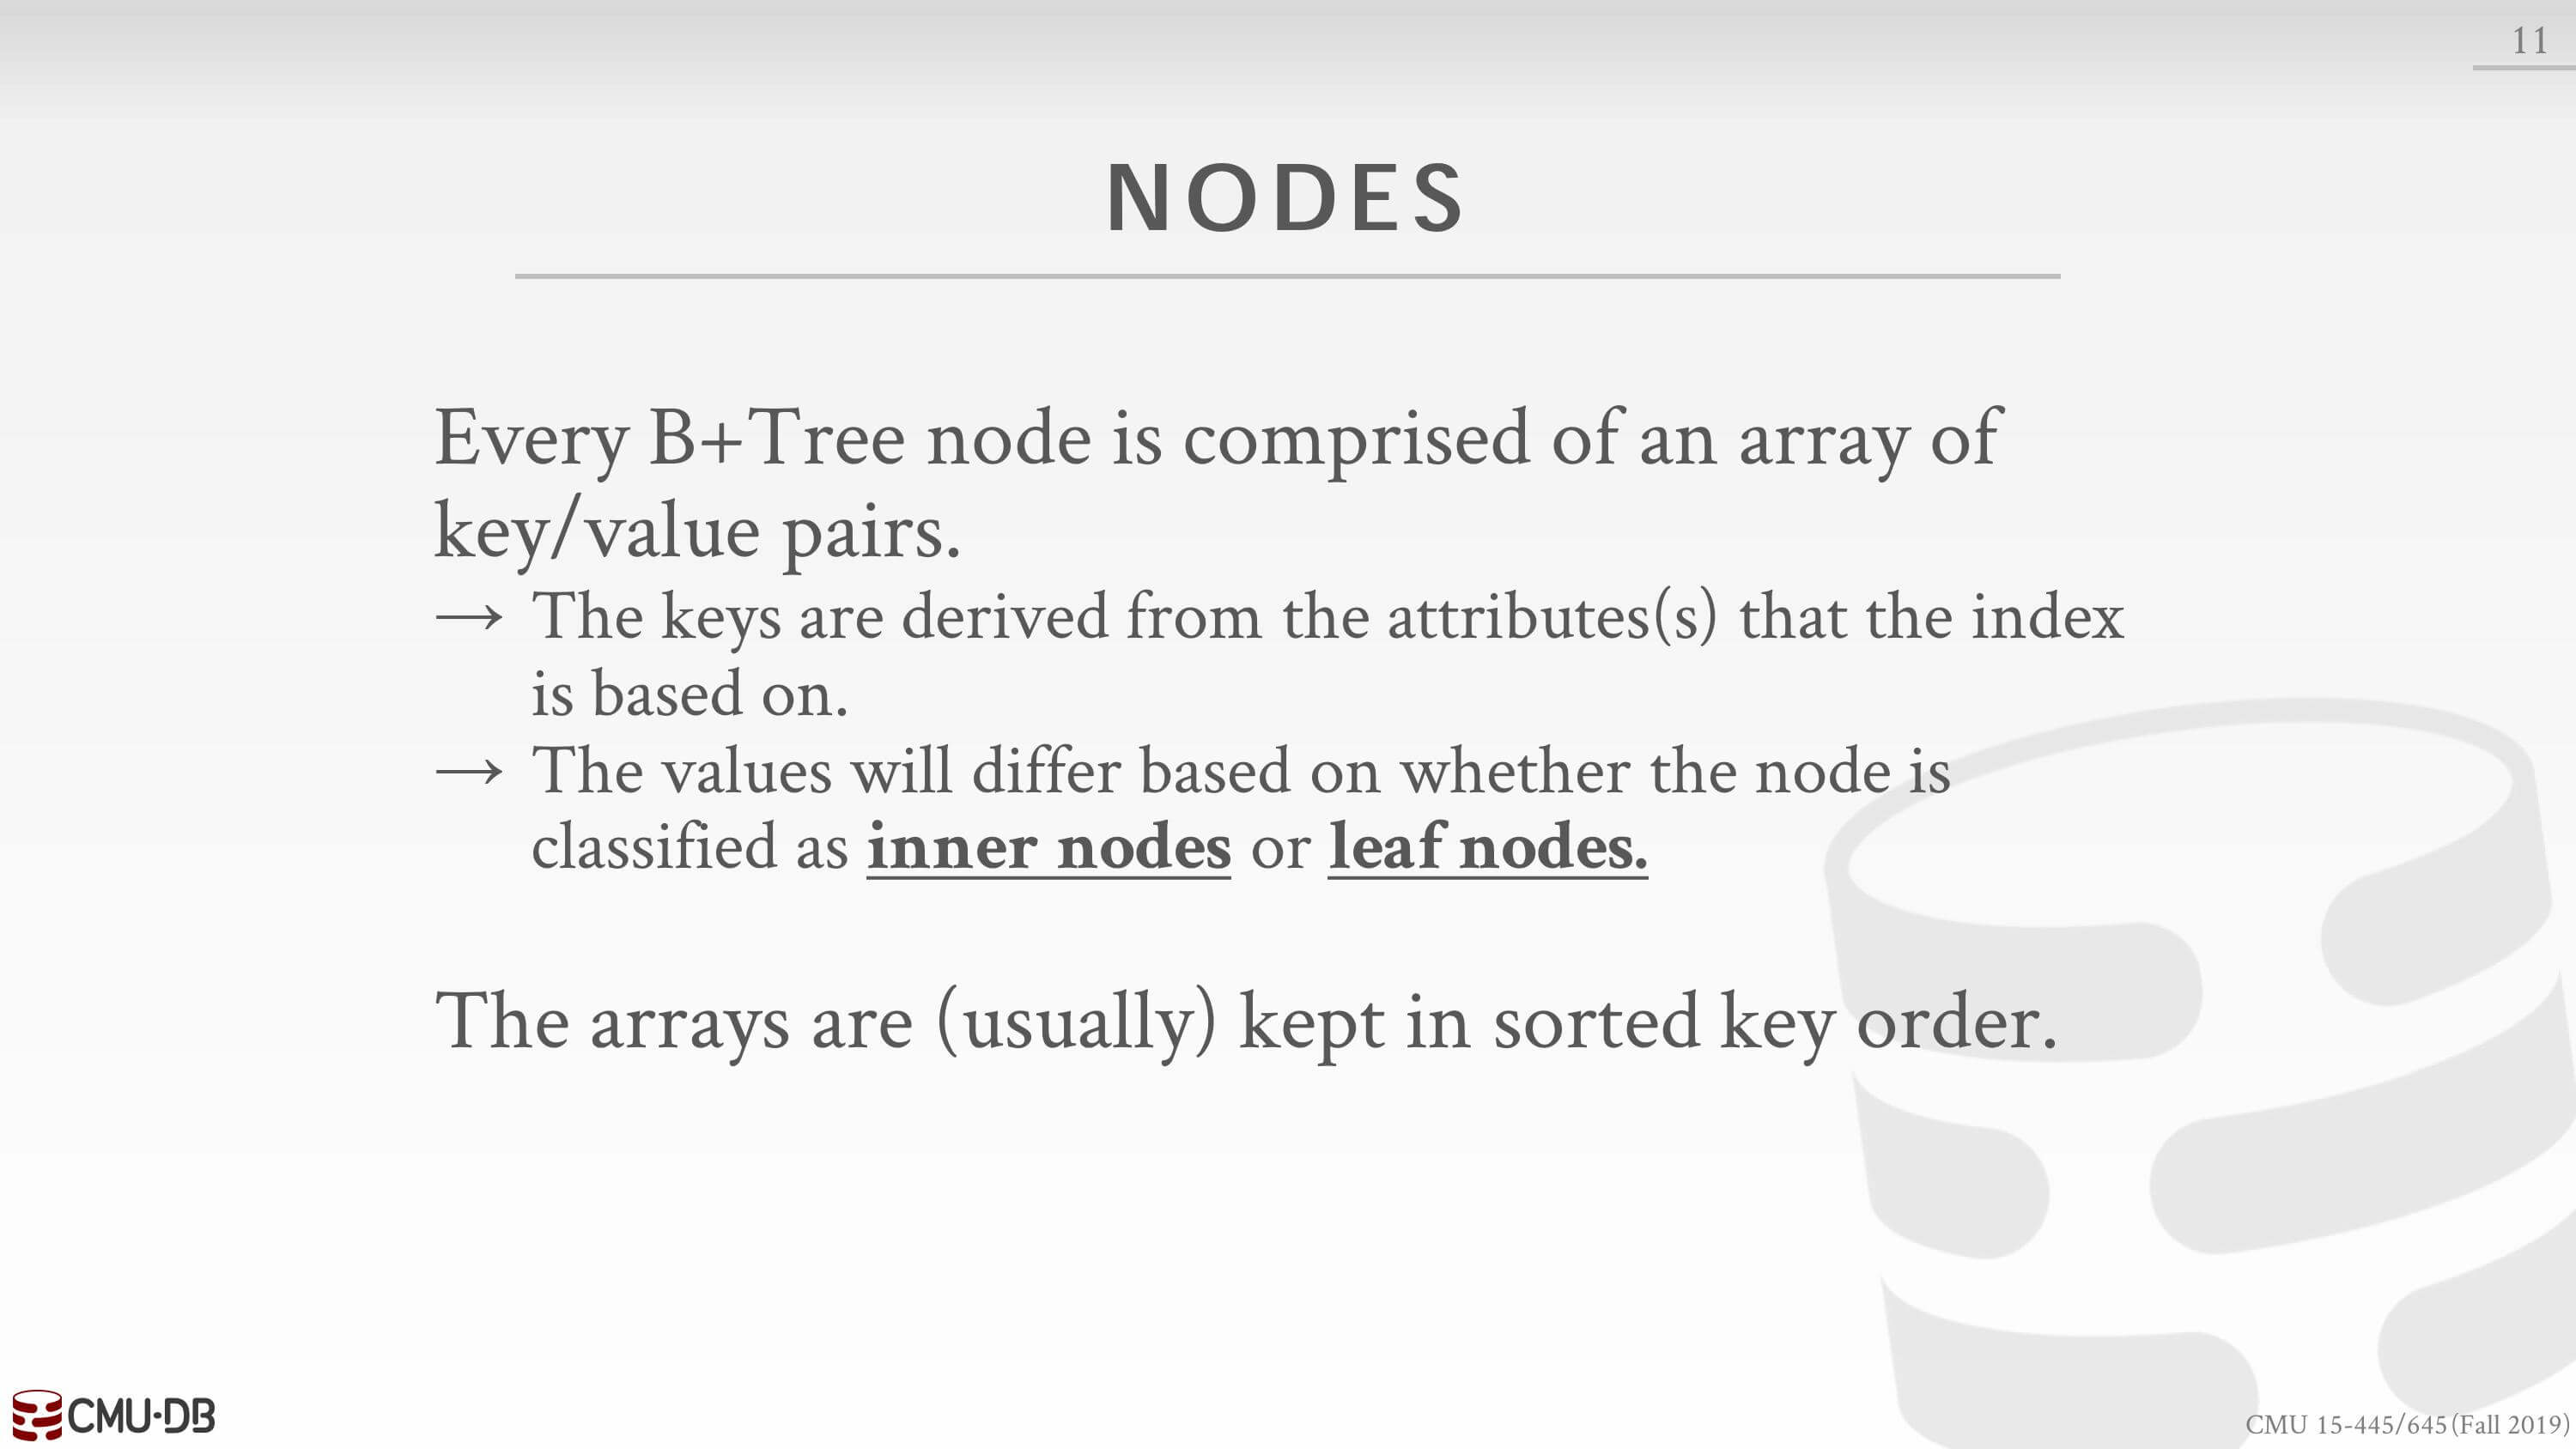 11
NODES
Every B+Tree node is comprised of an array of
key/value pairs.
→ The keys are derived from the attributes(s) that the index
is based on.
→ The values will differ based on whether the node is
classified as inner nodes or leaf nodes.
The arrays are (usually) kept in sorted key order.
CMU·DB
CMU 15-445/645 (Fall 2019)